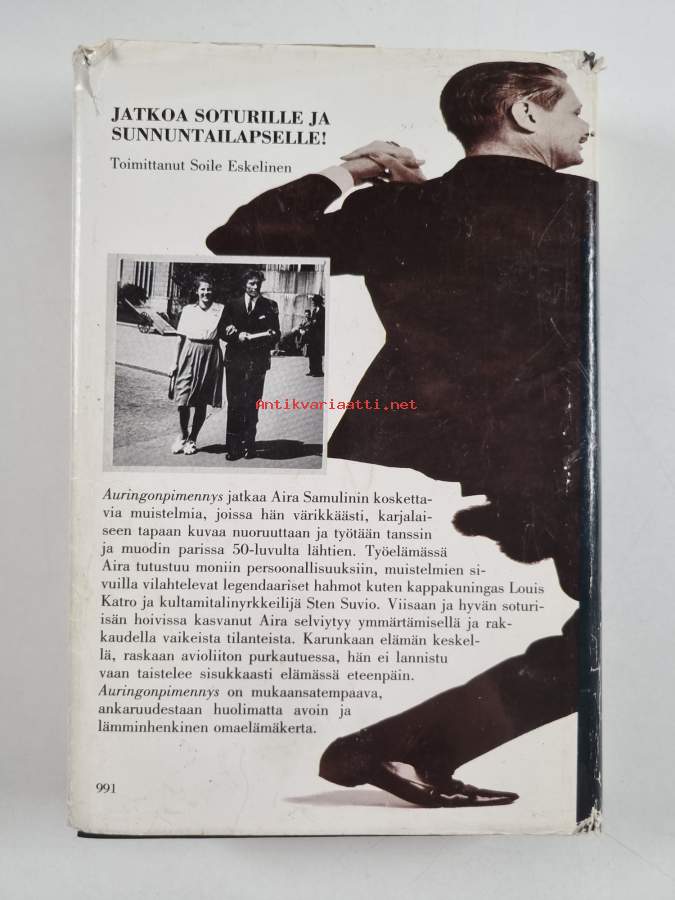 JATKOA SOTURILLE JA
SUNNUNTAILAPSELLE!
Toimittanut Soile Eskelinen
Antikvariaatti.net
Auringonpimennys jatkaa Aira Samulinin kosketta-
via muistelmia, joissa hän värikkäästi, karjalai-
seen tapaan kuvaa nuoruuttaan ja työtään tanssin
ja muodin parissa 50-luvulta lähtien. Työelämässä
Aira tutustuu moniin persoonallisuuksiin, muistelmien si-
vuilla vilahtelevat legendaariset hahmot kuten kappakuningas Louis
Katro ja kultamitalinyrkkeilijä Sten Suvio. Viisaan ja hyvän soturi-
isän hoivissa kasvanut Aira selviytyy ymmärtämisellä ja rak-
kaudella vaikeista tilanteista. Karunkaan elämän keskel-
lä, raskaan avioliiton purkautuessa, hän ei lannistu
vaan taistelee sisukkaasti elämässä eteenpäin.
Auringonpimennys on mukaansatempaava,
ankaruudestaan huolimatta avoin ja
lämminhenkinen omaelämäkerta.
991